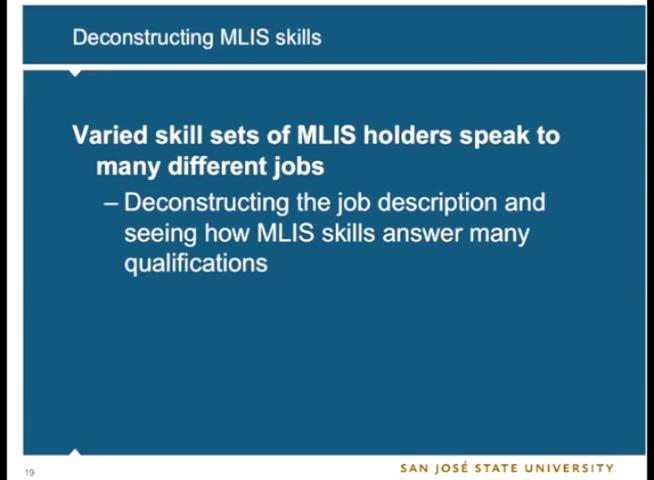 Deconstructing MLIS skills
Varied skill sets of MLIS holders speak to
many different jobs
– Deconstructing the job description and
seeing how MLIS skills answer many
qualifications
19
SAN JOSÉ STATE UNIVERSITY